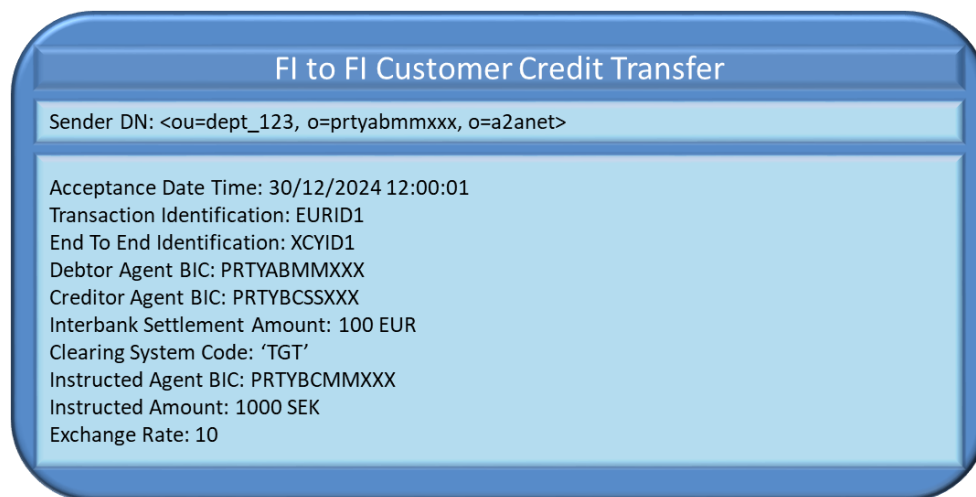 FI to FI Customer Credit Transfer
Sender DN: <ou=dept_123, o=prtyabmmxxx, o=a2anet>
Acceptance Date Time: 30/12/2024 12:00:01
Transaction Identification: EURID1
End To End Identification: XCYID1
Debtor Agent BIC: PRTYABMMXXX
Creditor Agent BIC: PRTYBCSSXXX
Interbank Settlement Amount: 100 EUR
Clearing System Code: ‘TGT’
Instructed Agent BIC: PRTYBCMMXXX
Instructed Amount: 1000 SEK
Exchange Rate: 10